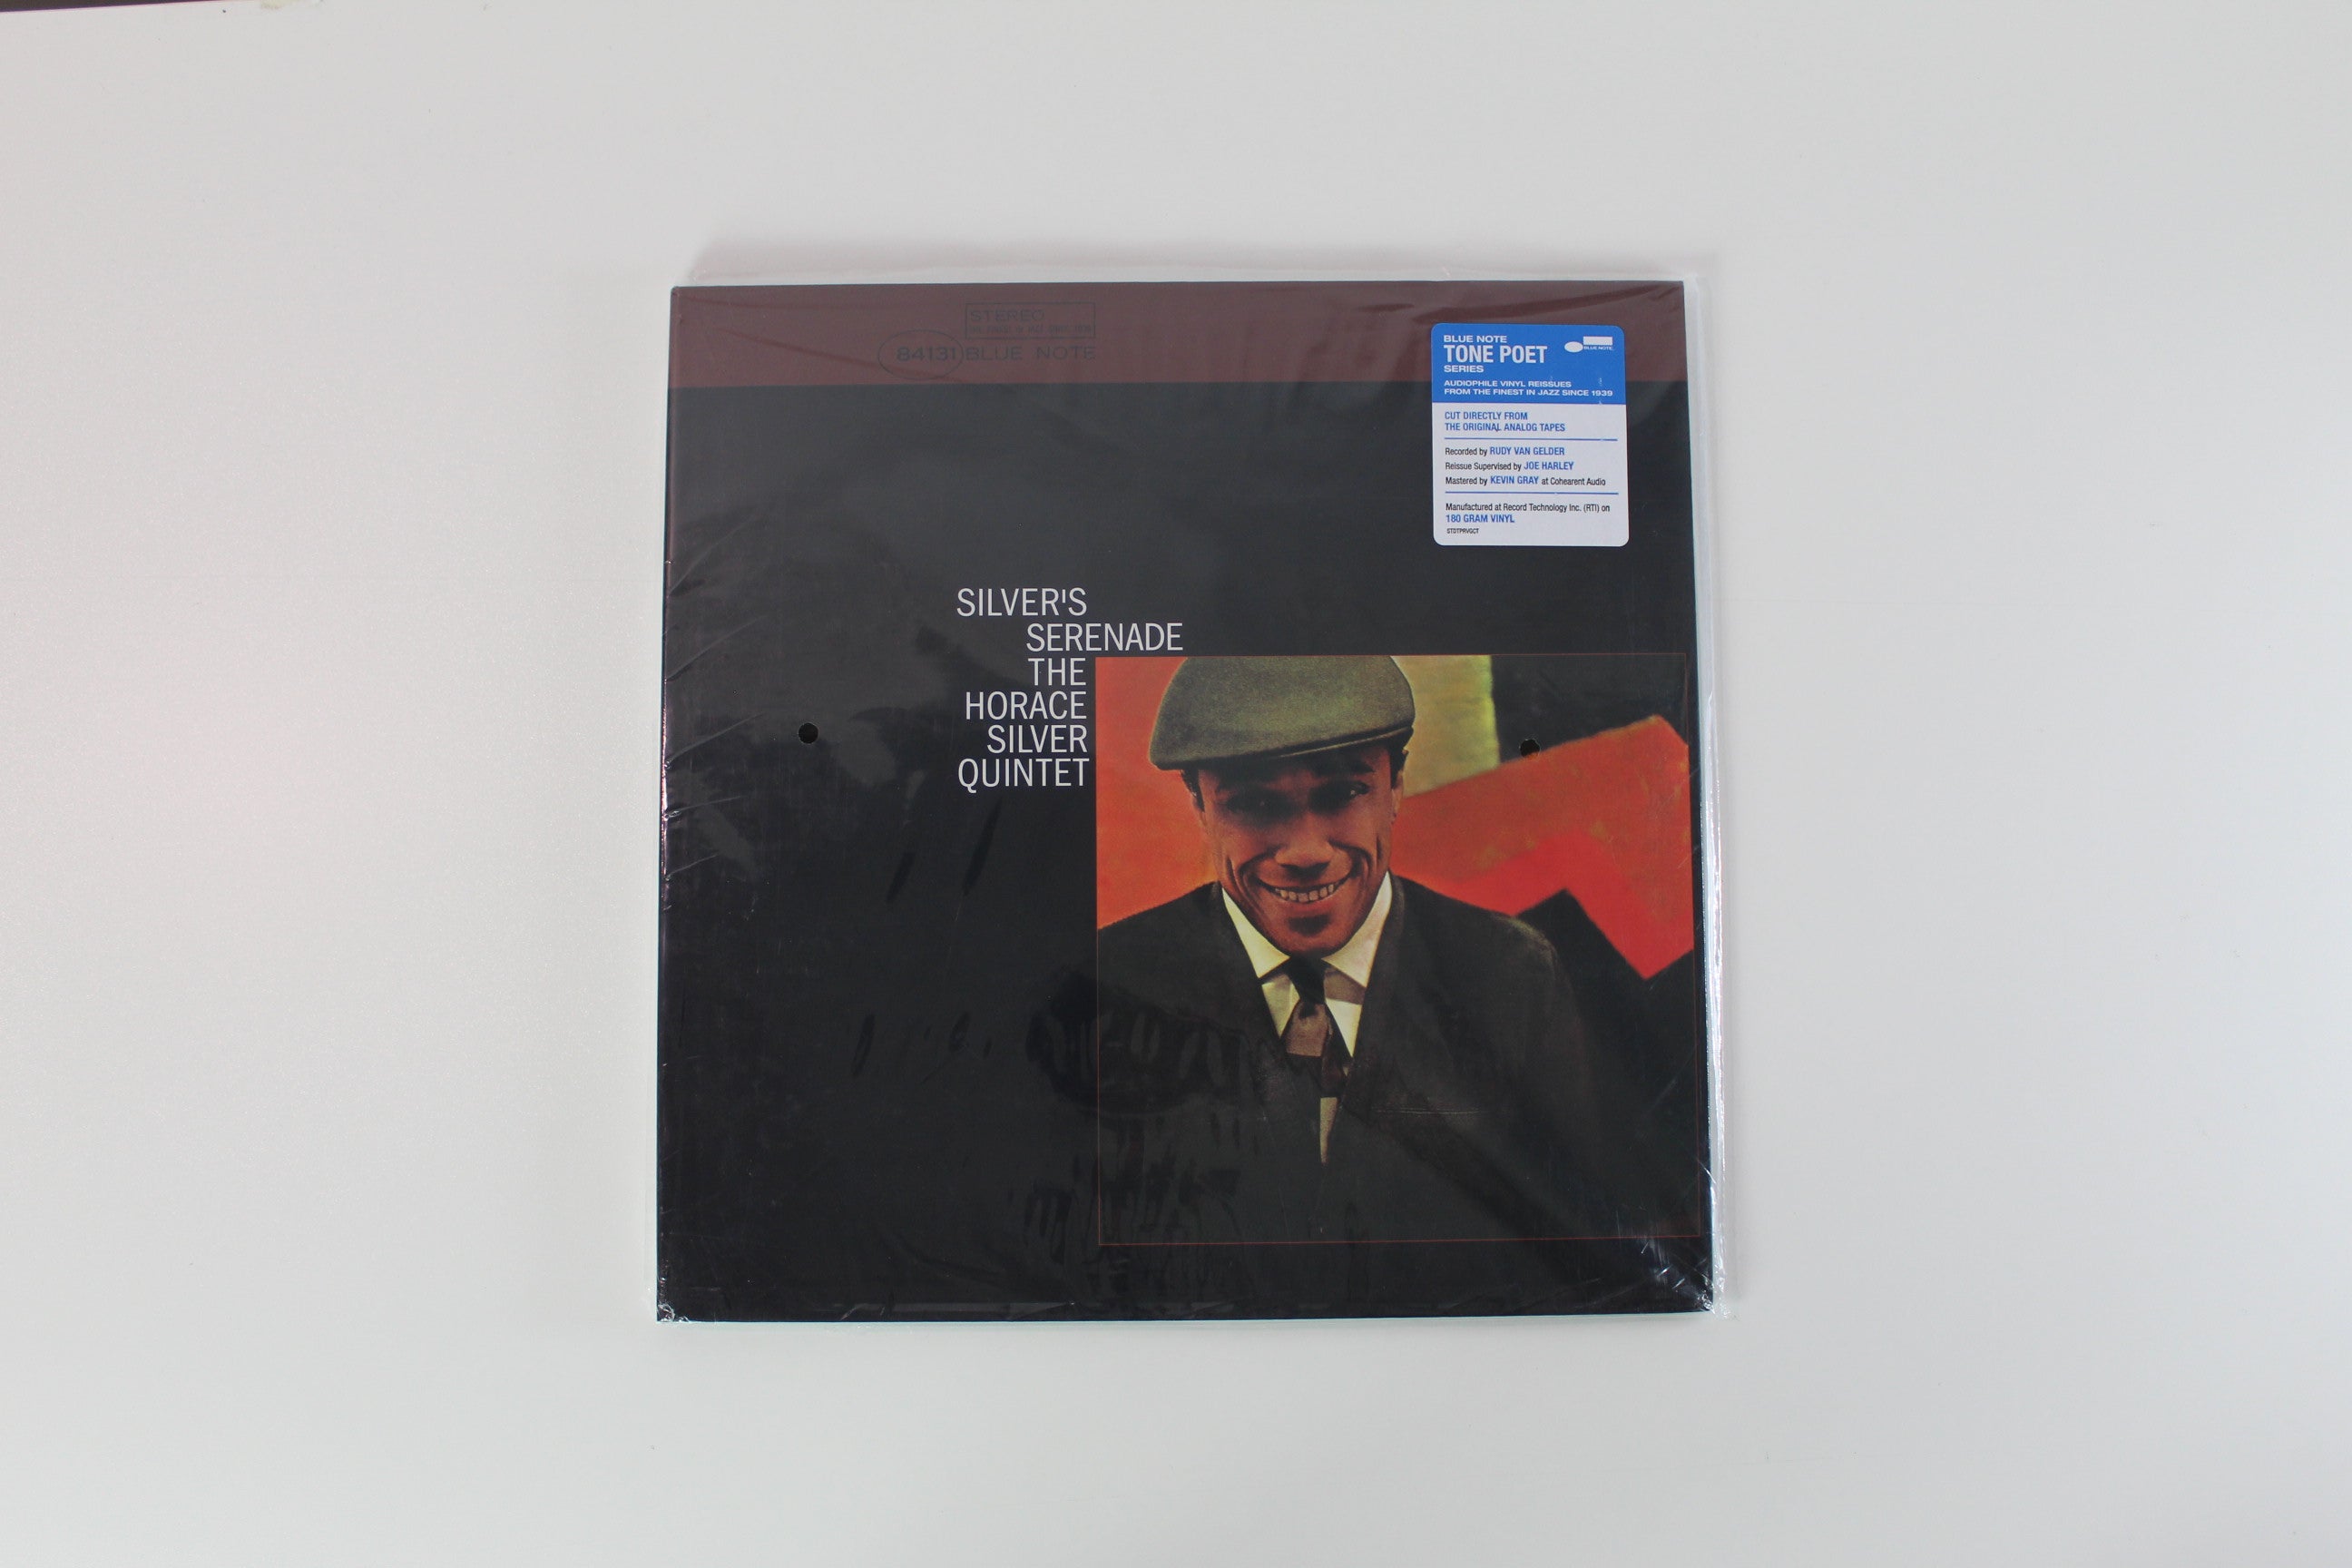 STEREO
84131 BLUE NOTE
BLUE NOTE
TONE POET
SERIES
BLUE NOTE
AUDIOPHILE VINYL REISSUES
FROM THE FINEST IN JAZZ SINCE 1939
CUT DIRECTLY FROM
THE ORIGINAL ANALOG TAPES
Recorded by RUDY VAN GELDER
Reissue Supervised by JOE HARLEY
Mastered by KEVIN GRAY at Cohearent Audio
Manufactured at Record Technology Inc. (RTI) on
180 GRAM VINYL
SILVER'S
SERENADE
THE
HORACE
SILVER
QUINTET